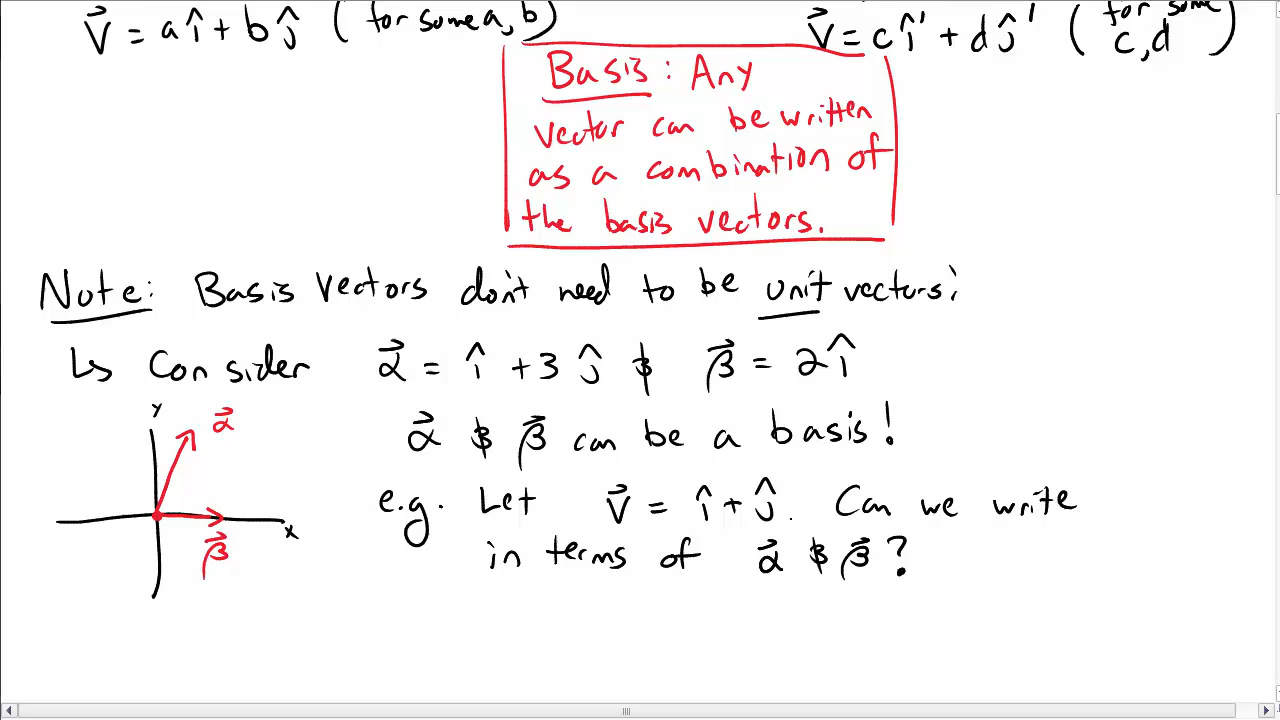 V⃗ = a î + b ĵ (for some a, b)
V⃗ = c î' + d ĵ' (for some c, d)
Basis: Any
vector can be written
as a combination of
the basis vectors.
Note: Basis vectors don't need to be unit vectors:
↳ Consider α⃗ = î + 3 ĵ & β⃗ = 2 î
α⃗ & β⃗ can be a basis!
e.g. Let V⃗ = î + ĵ. Can we write
in terms of α⃗ & β⃗?
y
α⃗
x
β⃗